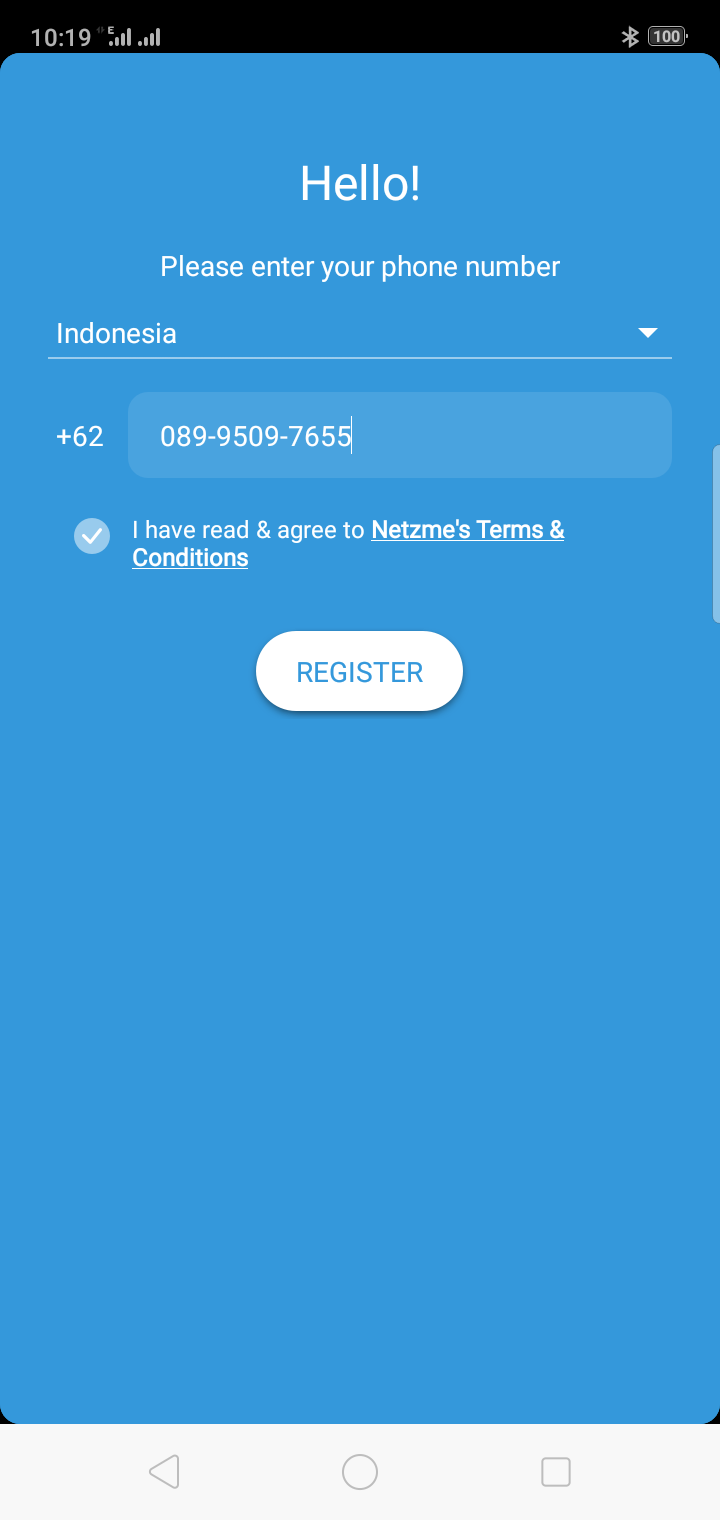 10:19 E 100
Hello!
Please enter your phone number
Indonesia
+62 089-9509-7655
I have read & agree to Netzme's Terms &
Conditions
REGISTER